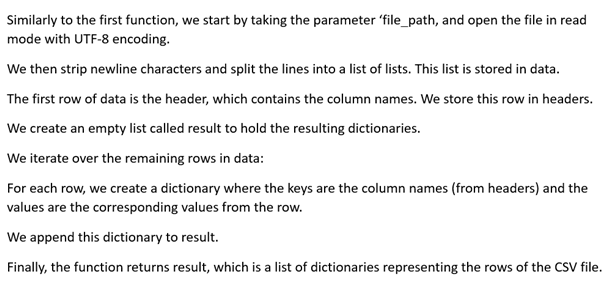 Similarly to the first function, we start by taking the parameter ‘file_path, and open the file in read
mode with UTF-8 encoding.
We then strip newline characters and split the lines into a list of lists. This list is stored in data.
The first row of data is the header, which contains the column names. We store this row in headers.
We create an empty list called result to hold the resulting dictionaries.
We iterate over the remaining rows in data:
For each row, we create a dictionary where the keys are the column names (from headers) and the
values are the corresponding values from the row.
We append this dictionary to result.
Finally, the function returns result, which is a list of dictionaries representing the rows of the CSV file.